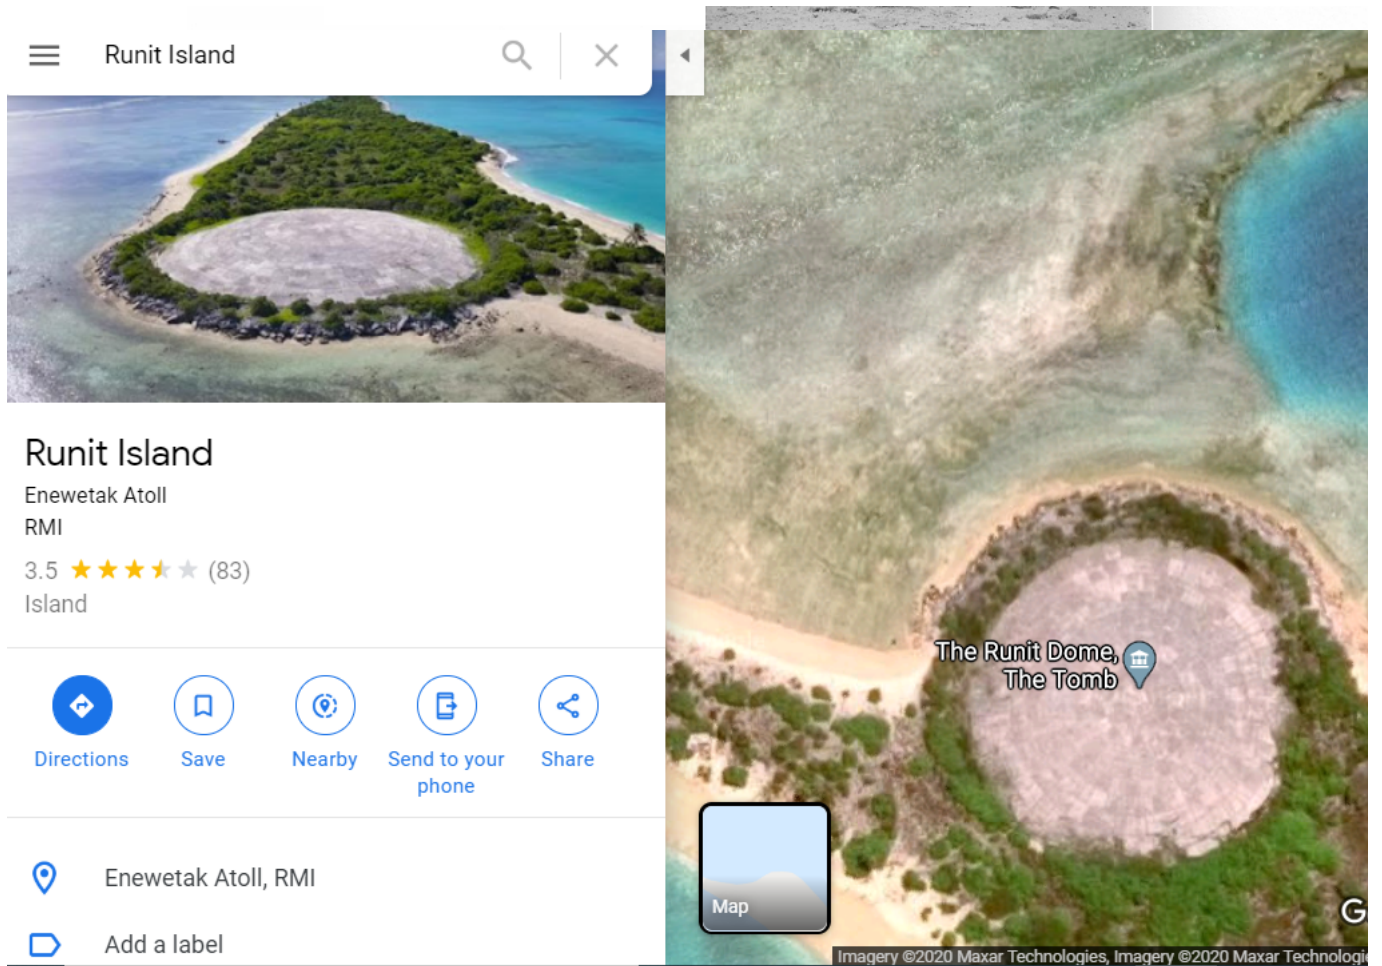 Runit Island
Runit Island
Enewetak Atoll
RMI
3.5 (83)
Island
Directions
Save
Nearby
Send to your
phone
Share
Enewetak Atoll, RMI
Add a label
The Runit Dome,
The Tomb
Map
G
Imagery ©2020 Maxar Technologies, Imagery ©2020 Maxar Technologi